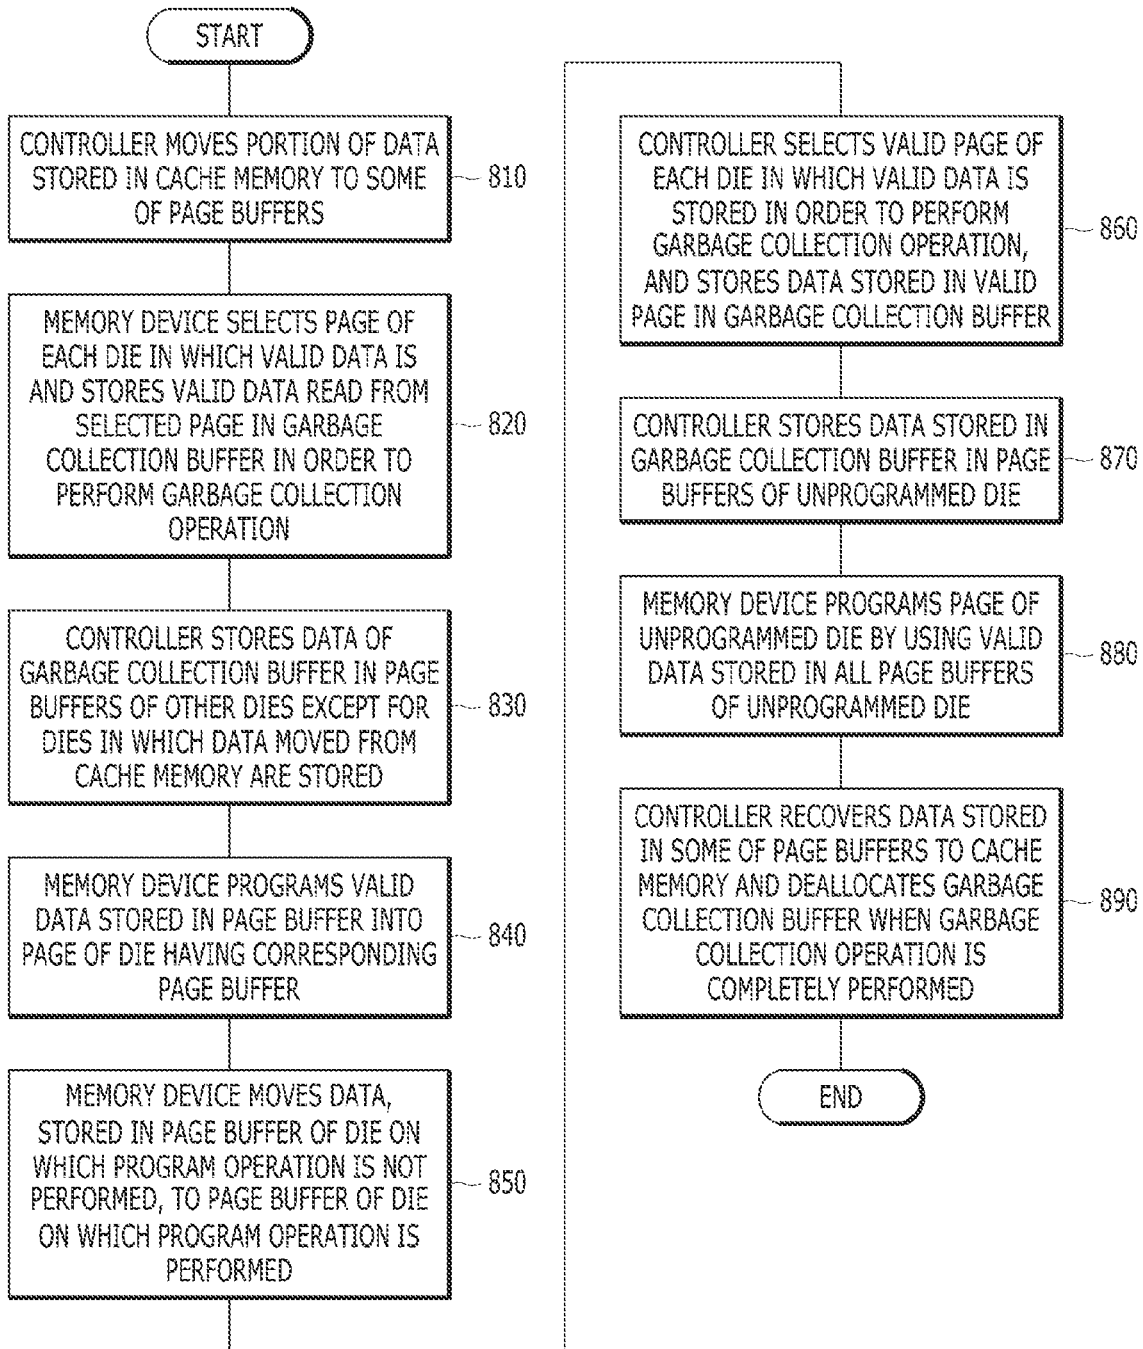 START
CONTROLLER MOVES PORTION OF DATA
STORED IN CACHE MEMORY TO SOME
OF PAGE BUFFERS
810
MEMORY DEVICE SELECTS PAGE OF
EACH DIE IN WHICH VALID DATA IS
AND STORES VALID DATA READ FROM
SELECTED PAGE IN GARBAGE
COLLECTION BUFFER IN ORDER TO
PERFORM GARBAGE COLLECTION
OPERATION
820
CONTROLLER STORES DATA OF
GARBAGE COLLECTION BUFFER IN PAGE
BUFFERS OF OTHER DIES EXCEPT FOR
DIES IN WHICH DATA MOVED FROM
CACHE MEMORY ARE STORED
830
MEMORY DEVICE PROGRAMS VALID
DATA STORED IN PAGE BUFFER INTO
PAGE OF DIE HAVING CORRESPONDING
PAGE BUFFER
840
MEMORY DEVICE MOVES DATA,
STORED IN PAGE BUFFER OF DIE ON
WHICH PROGRAM OPERATION IS NOT
PERFORMED, TO PAGE BUFFER OF DIE
ON WHICH PROGRAM OPERATION IS
PERFORMED
850
CONTROLLER SELECTS VALID PAGE OF
EACH DIE IN WHICH VALID DATA IS
STORED IN ORDER TO PERFORM
GARBAGE COLLECTION OPERATION,
AND STORES DATA STORED IN VALID
PAGE IN GARBAGE COLLECTION BUFFER
860
CONTROLLER STORES DATA STORED IN
GARBAGE COLLECTION BUFFER IN PAGE
BUFFERS OF UNPROGRAMMED DIE
870
MEMORY DEVICE PROGRAMS PAGE OF
UNPROGRAMMED DIE BY USING VALID
DATA STORED IN ALL PAGE BUFFERS
OF UNPROGRAMMED DIE
880
CONTROLLER RECOVERS DATA STORED
IN SOME OF PAGE BUFFERS TO CACHE
MEMORY AND DEALLOCATES GARBAGE
COLLECTION BUFFER WHEN GARBAGE
COLLECTION OPERATION IS
COMPLETELY PERFORMED
890
END